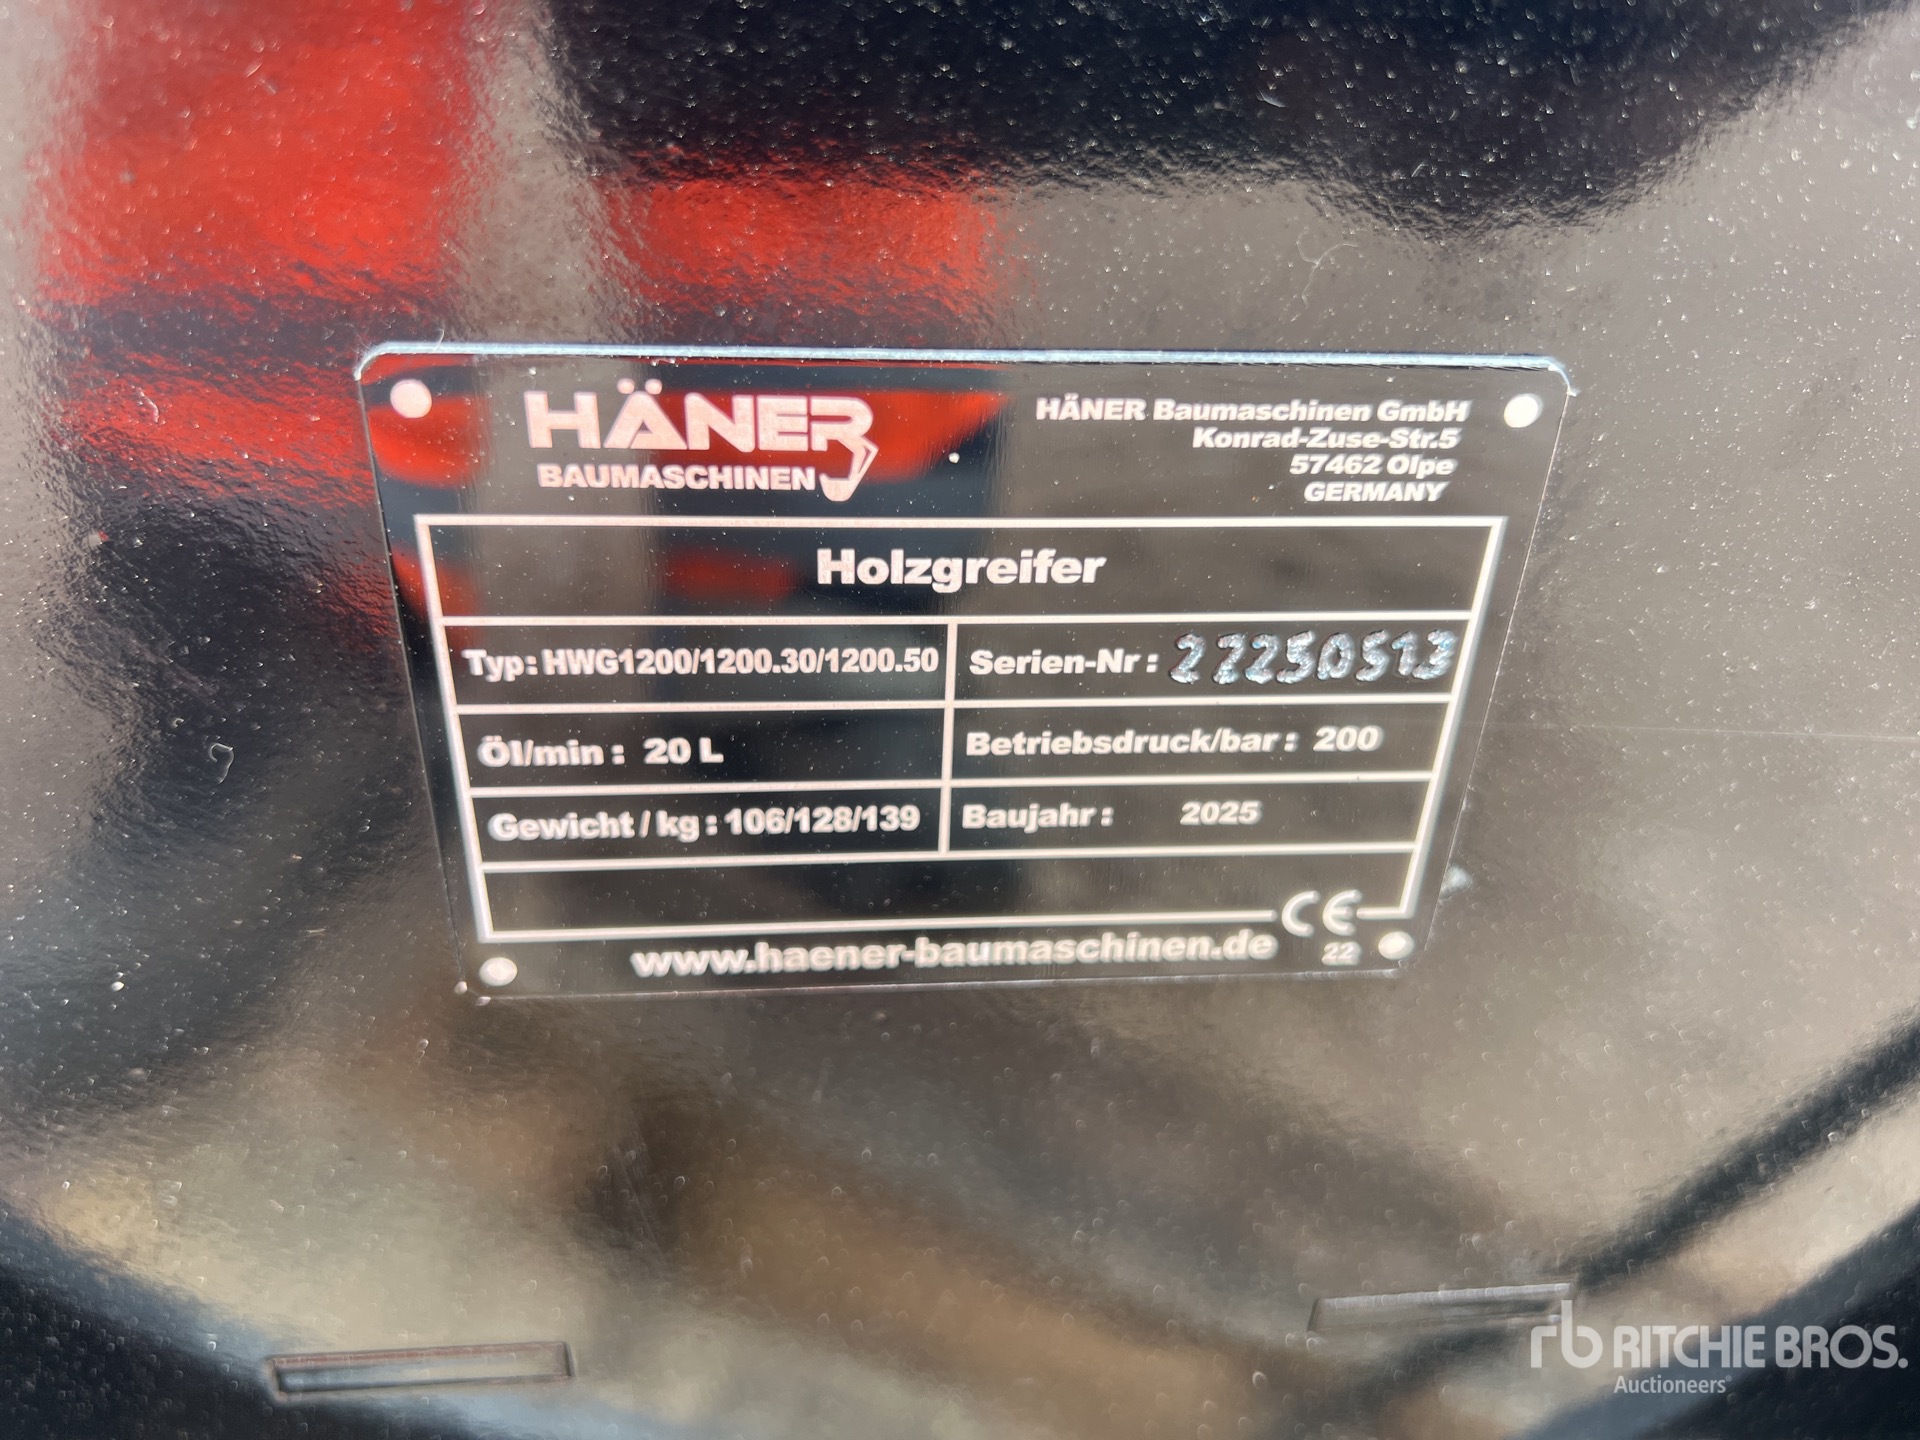 HÄNER
BAUMASCHINEN
HÄNER Baumaschinen GmbH
Konrad-Zuse-Str.5
57462 Olpe
GERMANY
Holzgreifer
Typ: HWG1200/1200.30/1200.50
Serien-Nr : 27250513
Öl/min : 20 L
Betriebsdruck/bar : 200
Gewicht / kg : 106/128/139
Baujahr : 2025
CE
22
www.haener-baumaschinen.de
rb RITCHIE BROS.
Auctioneers